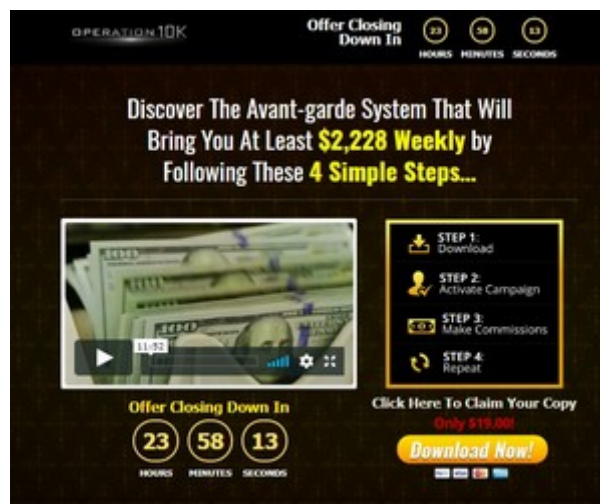 OPERATION10K
Offer Closing
Down In
23 58 13
HOURS MINUTES SECONDS
Discover The Avant-garde System That Will
Bring You At Least $2,228 Weekly by
Following These 4 Simple Steps...
100
100
11:52
STEP 1:
Download
STEP 2:
Activate Campaign
STEP 3:
Make Commissions
STEP 4:
Repeat
Offer Closing Down In
23 58 13
HOURS MINUTES SECONDS
Click Here To Claim Your Copy
Only $19.00!
Download Now!